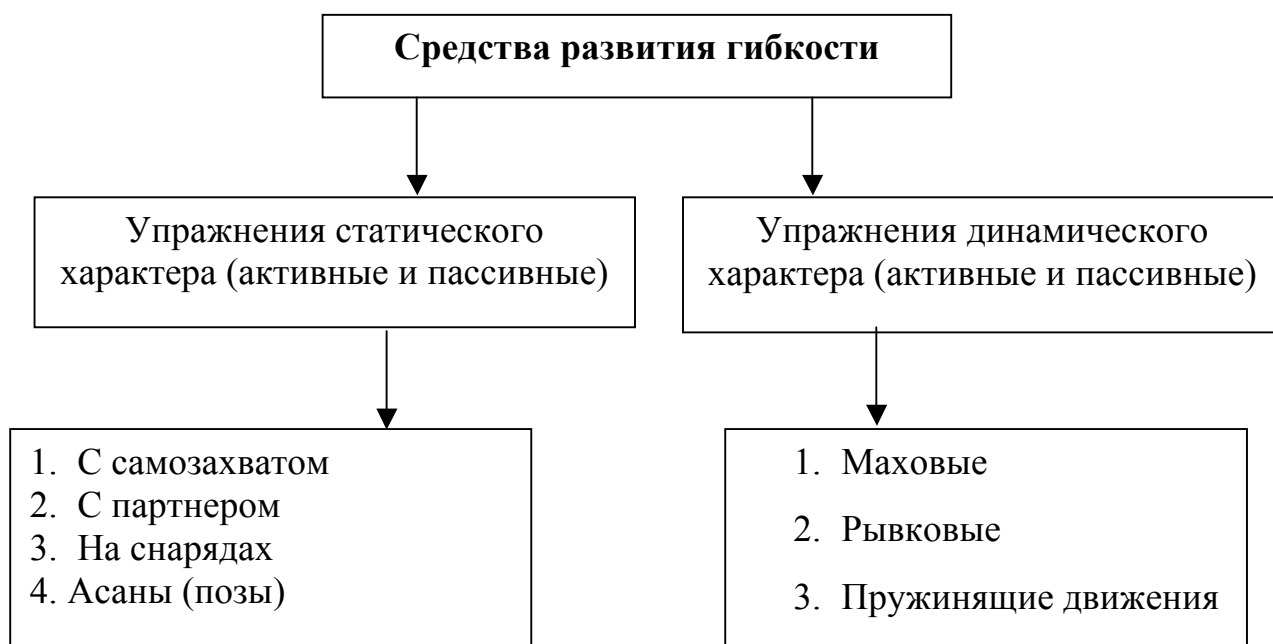 Средства развития гибкости
Упражнения статического
характера (активные и пассивные)
Упражнения динамического
характера (активные и пассивные)
1. С самозахватом
2. С партнером
3. На снарядах
4. Асаны (позы)
1. Маховые
2. Рывковые
3. Пружинящие движения